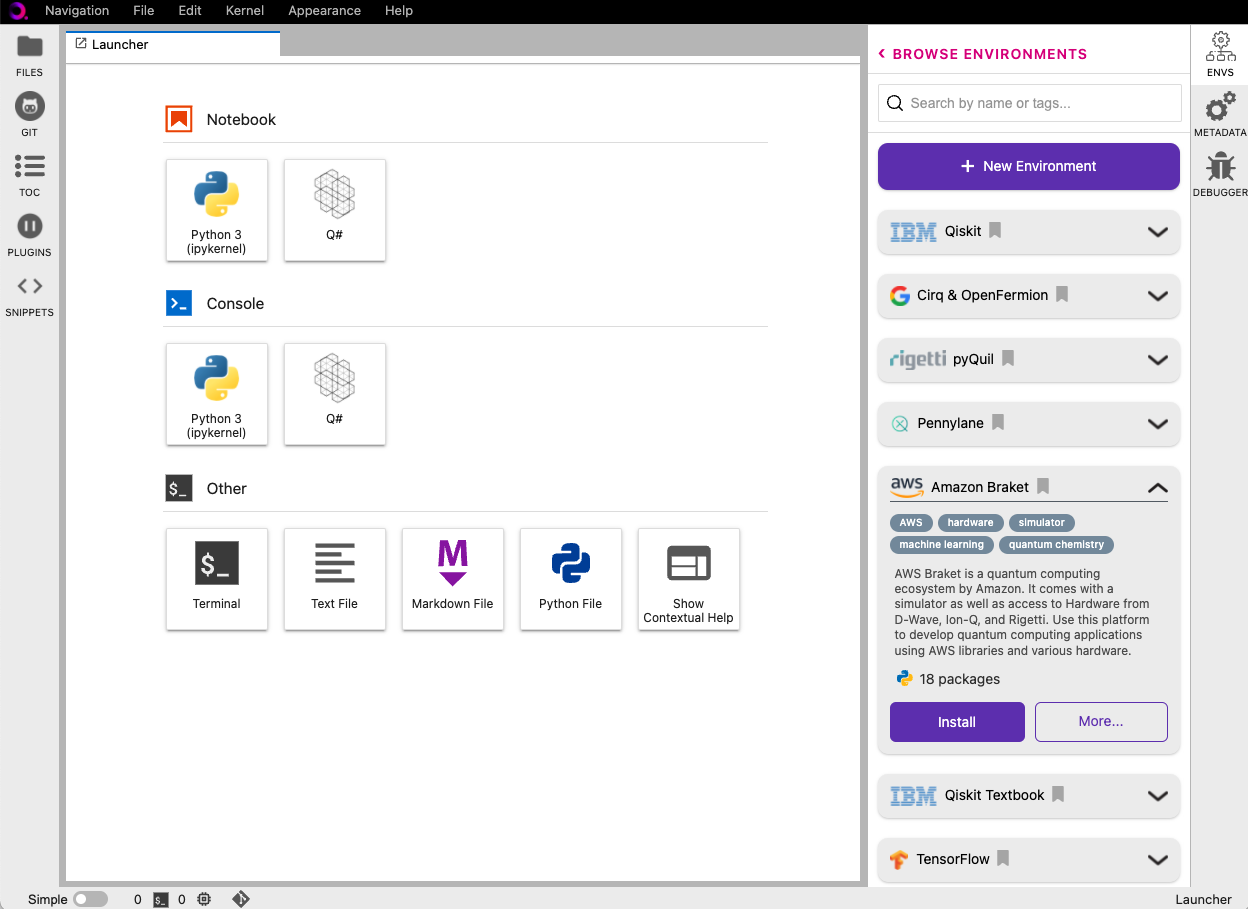 Navigation File Edit Kernel Appearance Help
FILES
GIT
TOC
PLUGINS
SNIPPETS
Launcher
Notebook
Python 3
(ipykernel)
Q#
Console
>_
Python 3
(ipykernel)
Q#
$_
Other
$_
Terminal
Text File
M
Markdown File
Python File
Show
Contextual Help
BROWSE ENVIRONMENTS
Search by name or tags...
+ New Environment
IBM Qiskit
G Cirq & OpenFermion
rigetti pyQuil
Pennylane
aws Amazon Braket
AWS hardware simulator
machine learning quantum chemistry
AWS Braket is a quantum computing
ecosystem by Amazon. It comes with a
simulator as well as access to Hardware from
D-Wave, Ion-Q, and Rigetti. Use this platform
to develop quantum computing applications
using AWS libraries and various hardware.
18 packages
Install More...
IBM Qiskit Textbook
TensorFlow
ENVS
METADATA
DEBUGGER
Simple 0 $_ 0 Launcher